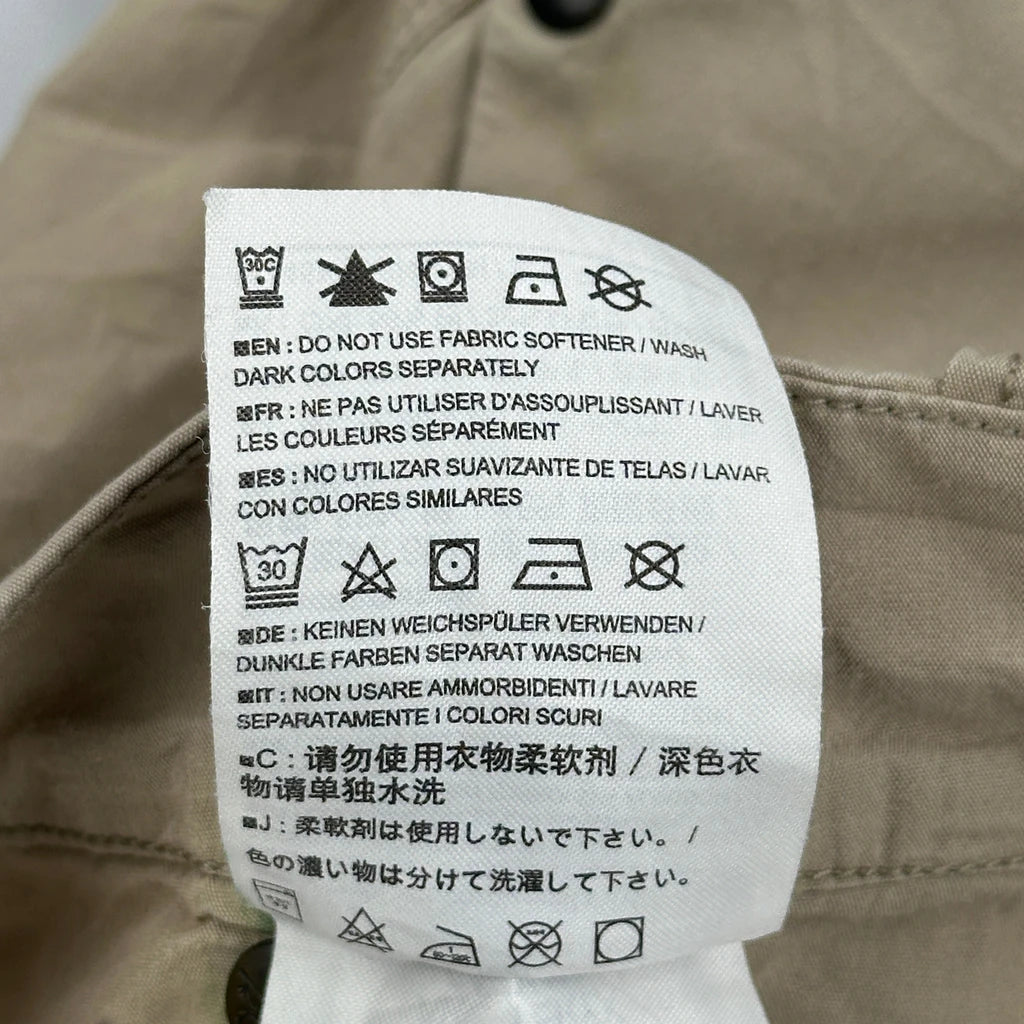 30C
EN : DO NOT USE FABRIC SOFTENER / WASH
DARK COLORS SEPARATELY
FR : NE PAS UTILISER D'ASSOUPLISSANT / LAVER
LES COULEURS SÉPARÉMENT
ES : NO UTILIZAR SUAVIZANTE DE TELAS / LAVAR
CON COLORES SIMILARES
30
DE : KEINEN WEICHSPÜLER VERWENDEN /
DUNKLE FARBEN SEPARAT WASCHEN
IT : NON USARE AMMORBIDENTI / LAVARE
SEPARATAMENTE I COLORI SCURI
C : 请勿使用衣物柔软剂 / 深色衣
物请单独水洗
J : 柔軟剤は使用しないで下さい。 /
色の濃い物は分けて洗濯して下さい。